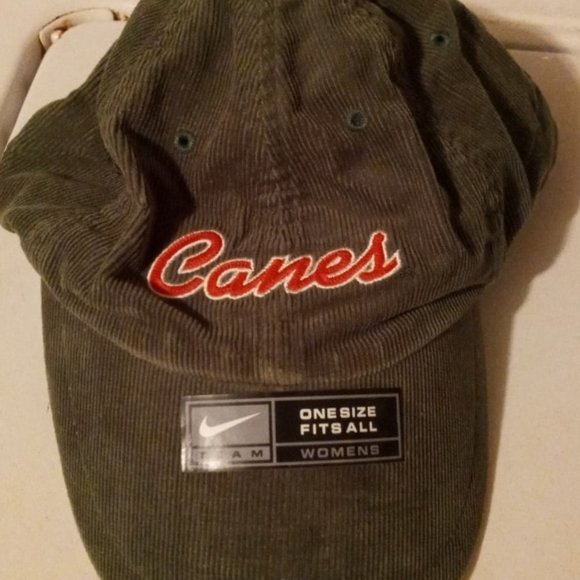 Canes
ONE SIZE
FITS ALL
TEAM
WOMENS